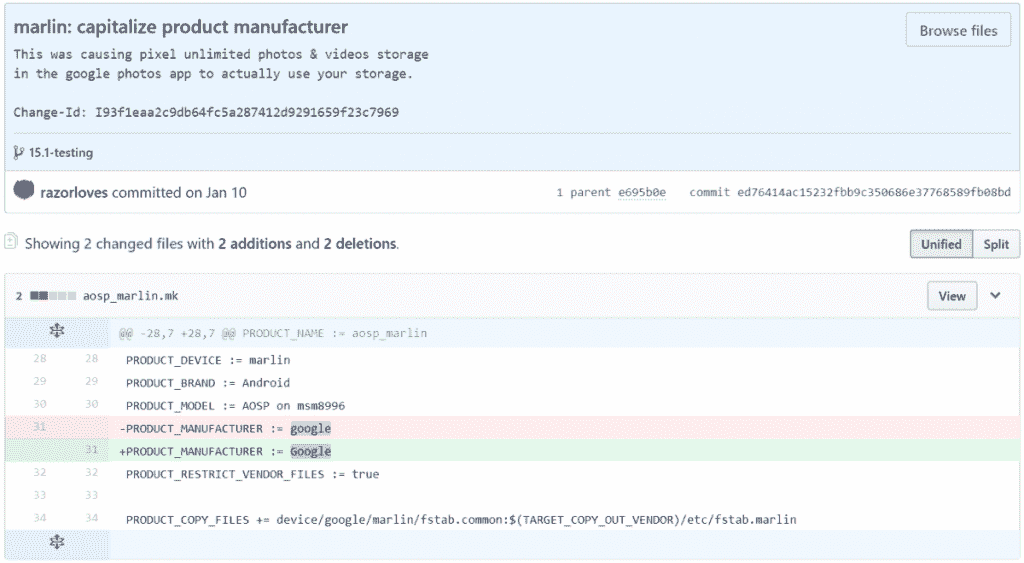 marlin: capitalize product manufacturer
Browse files
This was causing pixel unlimited photos & videos storage
in the google photos app to actually use your storage.
Change-Id: I93f1eaa2c9db64fc5a287412d9291659f23c7969
15.1-testing
razorloves committed on Jan 10
1 parent e695b0e commit ed76414ac15232fbb9c350686e37768589fb08bd
Showing 2 changed files with 2 additions and 2 deletions.
Unified Split
2 aosp_marlin.mk
View
@@ -28,7 +28,7 @@ PRODUCT_NAME := aosp_marlin
28 28 PRODUCT_DEVICE := marlin
29 29 PRODUCT_BRAND := Android
30 30 PRODUCT_MODEL := AOSP on msm8996
31 -PRODUCT_MANUFACTURER := google
31 +PRODUCT_MANUFACTURER := Google
32 32 PRODUCT_RESTRICT_VENDOR_FILES := true
33 33
34 34 PRODUCT_COPY_FILES += device/google/marlin/fstab.common:$(TARGET_COPY_OUT_VENDOR)/etc/fstab.marlin